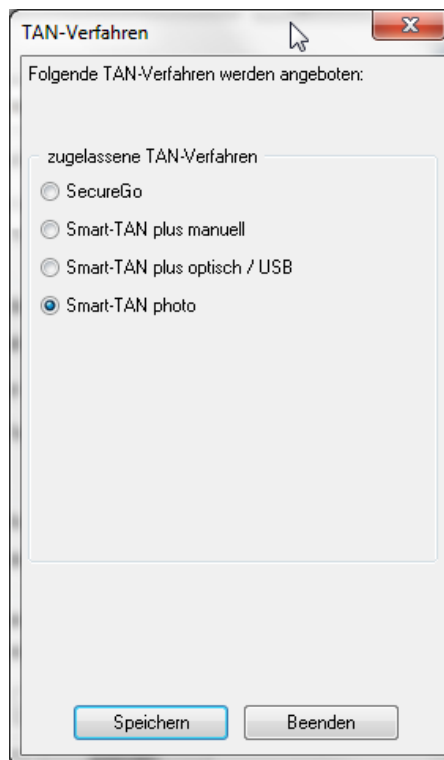 TAN-Verfahren
Folgende TAN-Verfahren werden angeboten:
zugelassene TAN-Verfahren
SecureGo
Smart-TAN plus manuell
Smart-TAN plus optisch / USB
Smart-TAN photo
Speichern
Beenden